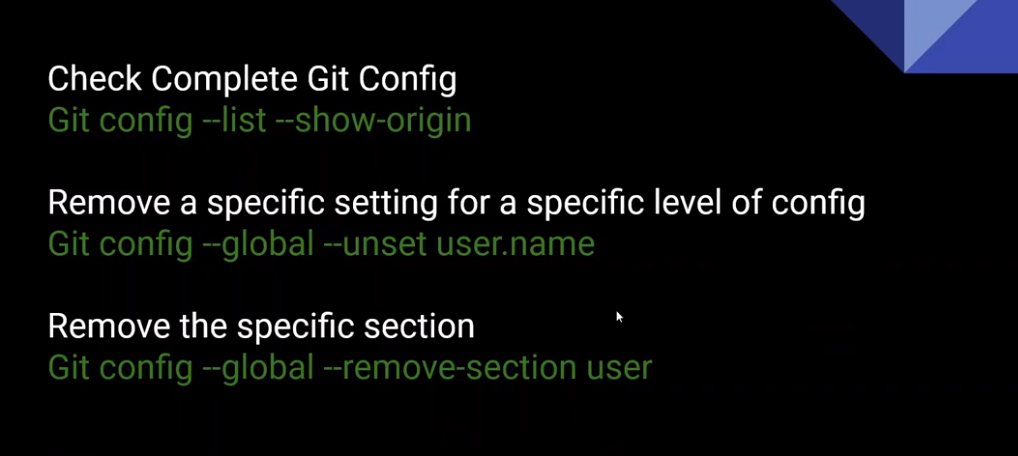 Check Complete Git Config
Git config --list --show-origin
Remove a specific setting for a specific level of config
Git config --global --unset user.name
Remove the specific section
Git config --global --remove-section user